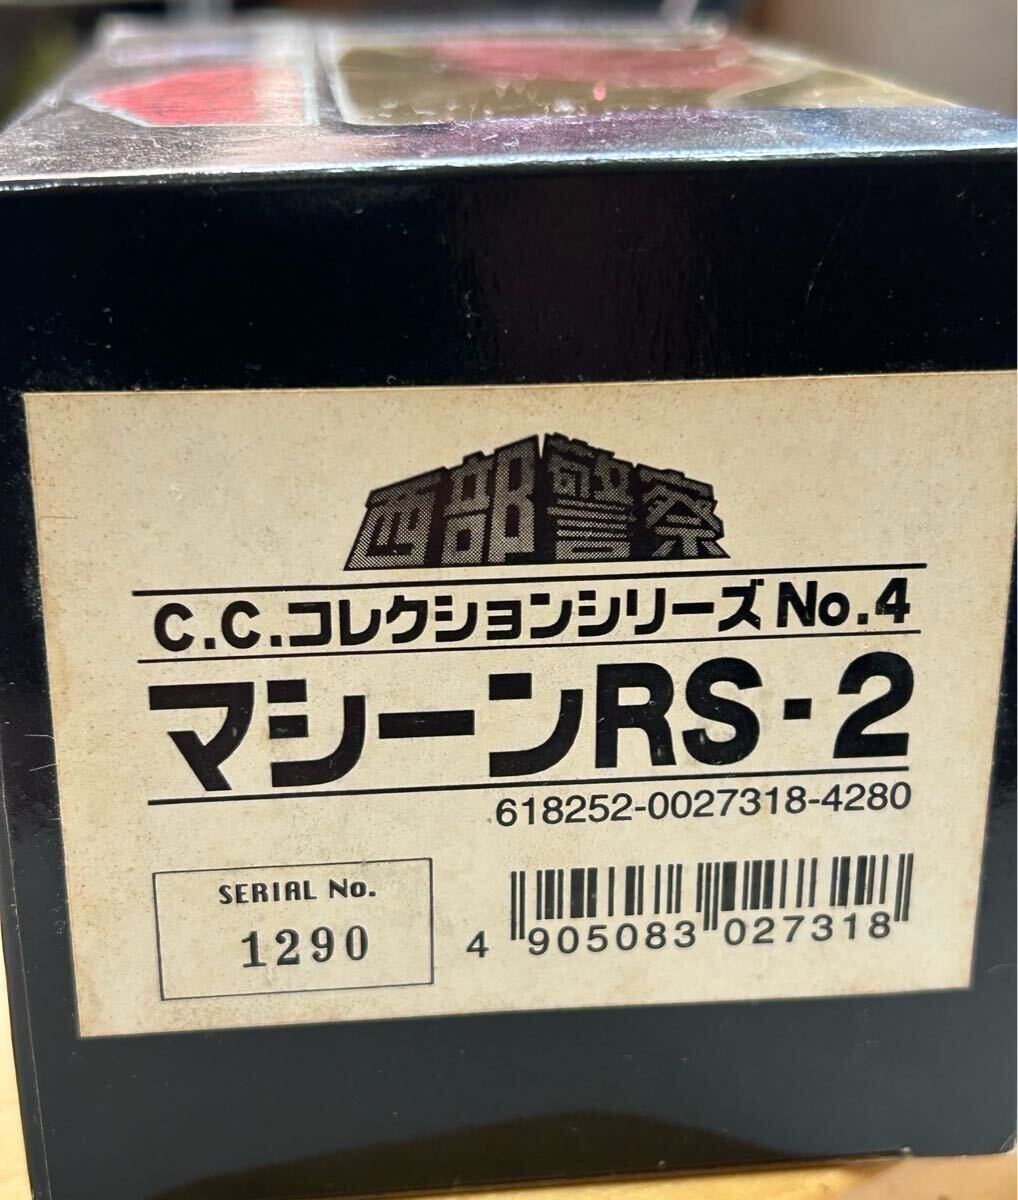 西部警察
C.C.コレクションシリーズ No.4
マシーンRS・2
618252-0027318-4280
SERIAL No.
1290
4 905083 027318